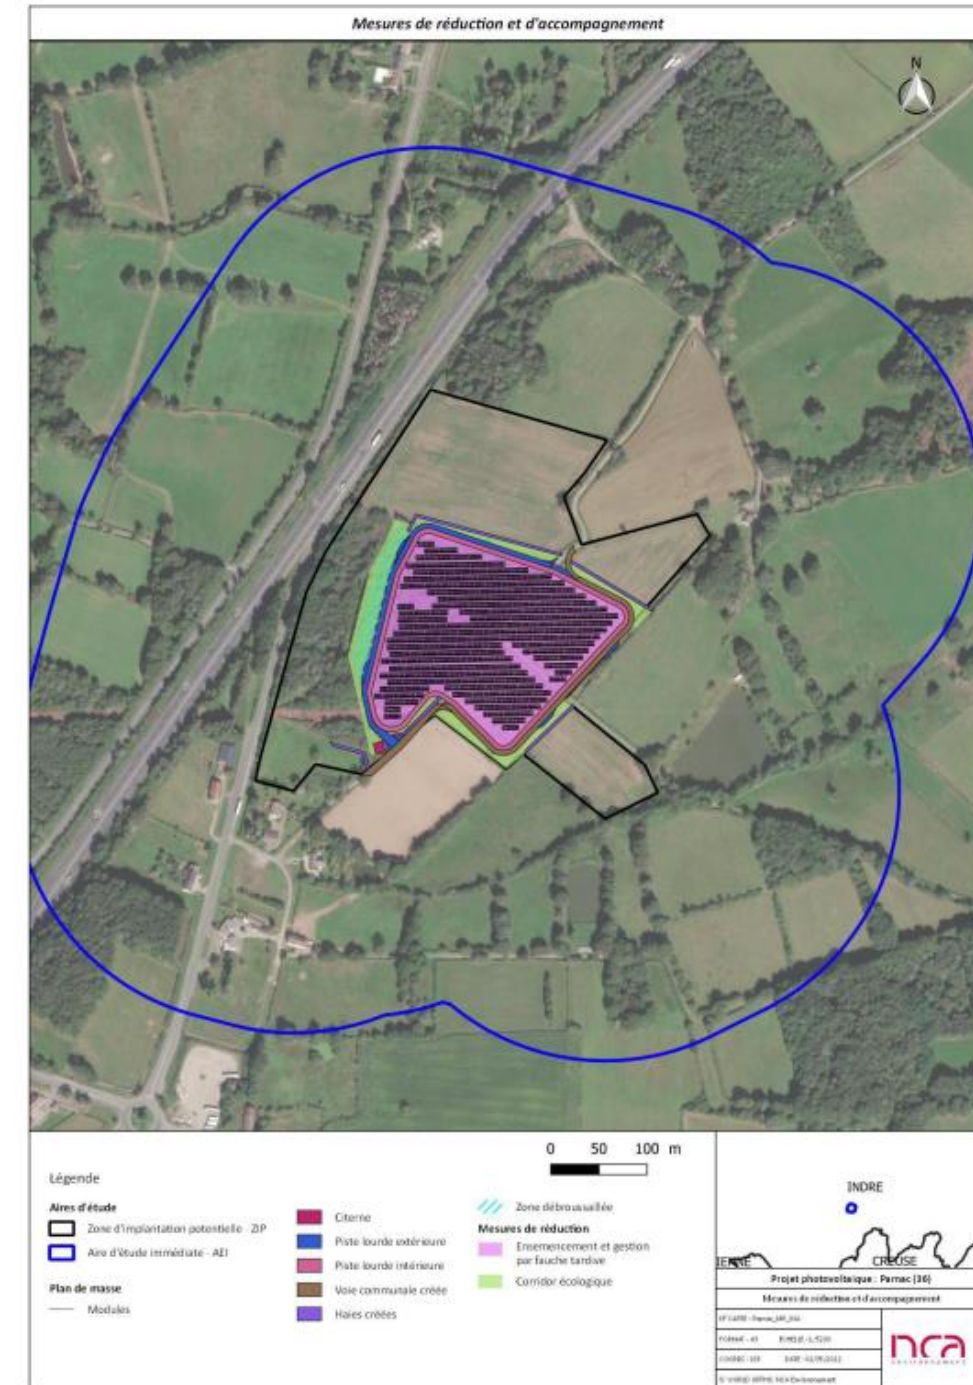 Mesures de réduction et d'accompagnement
N
0 50 100 m
Légende
Aires d'étude
Zone d'implantation potentielle - ZIP
Aire d'étude immédiate - AEI
Plan de masse
Modules
Citerne
Piste lourde extérieure
Piste lourde intérieure
Voie communale créée
Haies créées
Zone débroussaillée
Mesures de réduction
Ensemencement et gestion
par fauche tardive
Corridor écologique
INDRE
CREUSE
Projet photovoltaïque : Parnac (36)
Mesures de réduction et d'accompagnement
nca
environnement